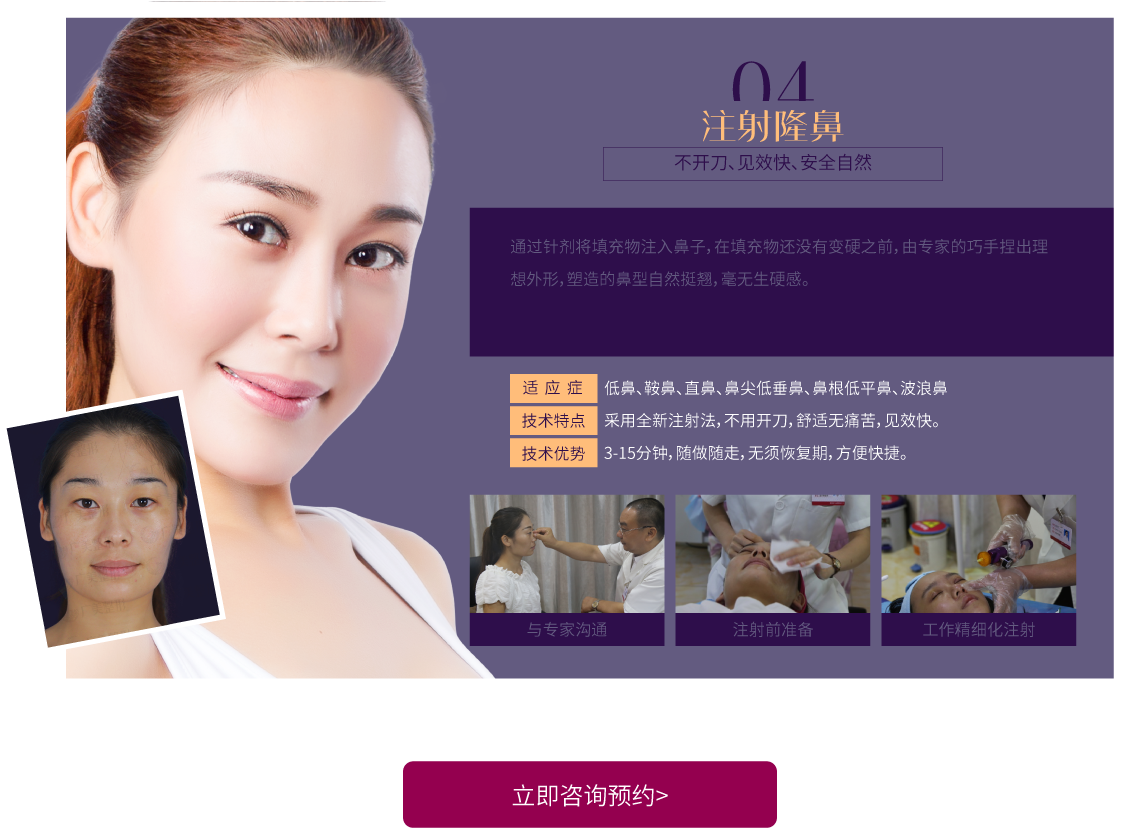 04
注射隆鼻
不开刀、见效快、安全自然
通过针剂将填充物注入鼻子，在填充物还没有变硬之前，由专家的巧手捏出理
想外形，塑造的鼻型自然挺翘，毫无生硬感。
适 应 症 低鼻、鞍鼻、直鼻、鼻尖低垂鼻、鼻根低平鼻、波浪鼻
技术特点 采用全新注射法，不用开刀，舒适无痛苦，见效快。
技术优势 3-15分钟，随做随走，无须恢复期，方便快捷。
与专家沟通
注射前准备
工作精细化注射
立即咨询预约>